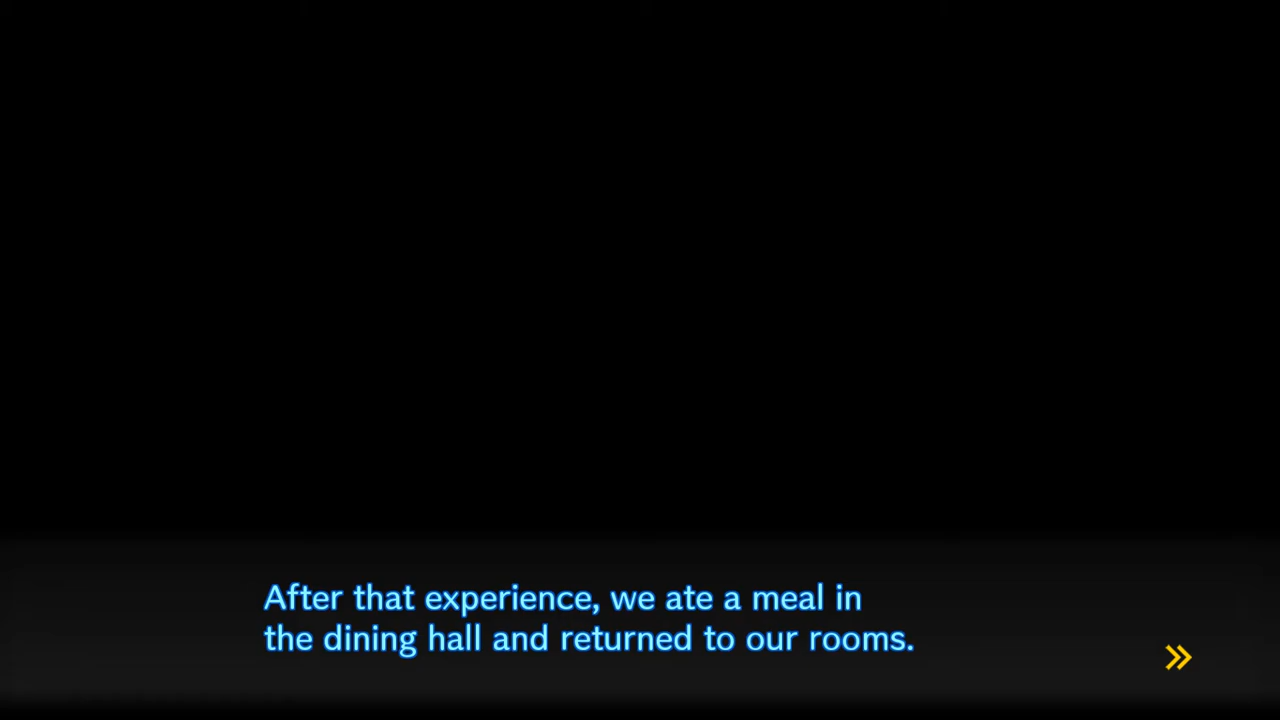 After that experience, we ate a meal in
the dining hall and returned to our rooms.